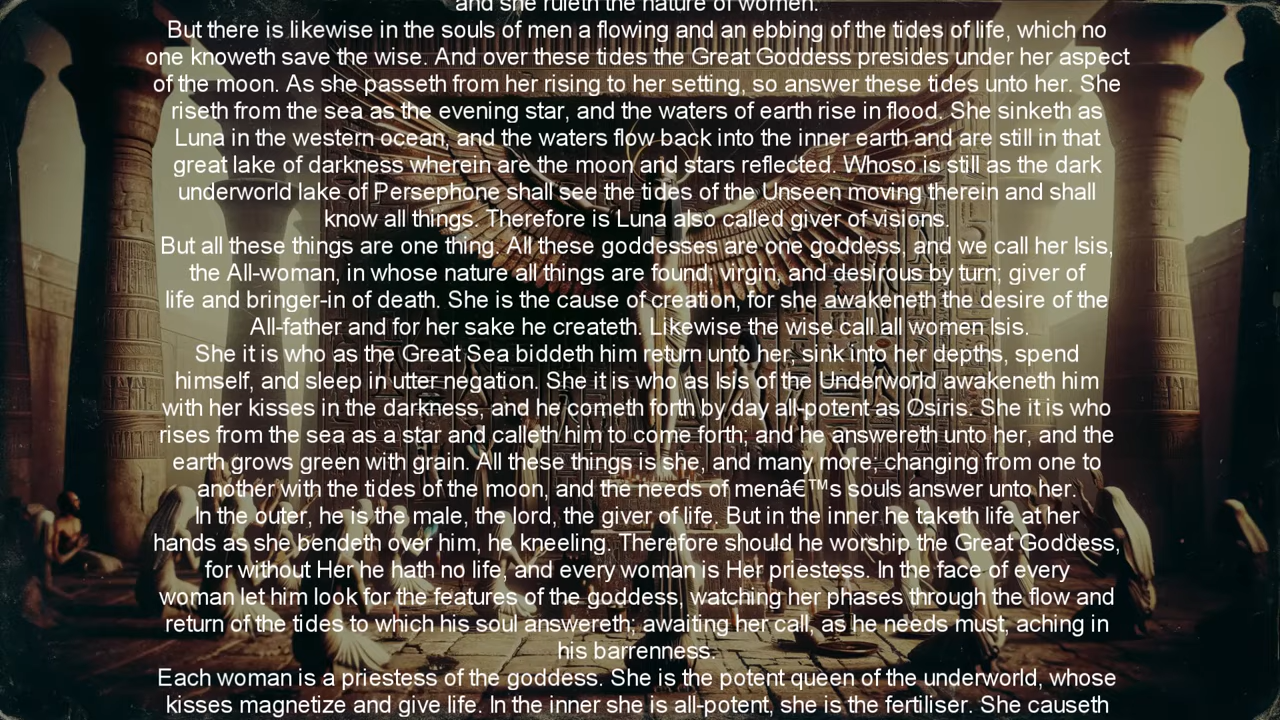 and she ruleth the nature of women.
But there is likewise in the souls of men a flowing and an ebbing of the tides of life, which no
one knoweth save the wise. And over these tides the Great Goddess presides under her aspect
of the moon. As she passeth from her rising to her setting, so answer these tides unto her. She
riseth from the sea as the evening star, and the waters of earth rise in flood. She sinketh as
Luna in the western ocean, and the waters flow back into the inner earth and are still in that
great lake of darkness wherein are the moon and stars reflected. Whoso is still as the dark
underworld lake of Persephone shall see the tides of the Unseen moving therein and shall
know all things. Therefore is Luna also called giver of visions.
But all these things are one thing. All these goddesses are one goddess, and we call her Isis,
the All-woman, in whose nature all things are found; virgin, and desirous by turn; giver of
life and bringer-in of death. She is the cause of creation, for she awakeneth the desire of the
All-father and for her sake he createth. Likewise the wise call all women Isis.
She it is who as the Great Sea biddeth him return unto her, sink into her depths, spend
himself, and sleep in utter negation. She it is who as Isis of the Underworld awakeneth him
with her kisses in the darkness, and he cometh forth by day all-potent as Osiris. She it is who
rises from the sea as a star and calleth him to come forth; and he answereth unto her, and the
earth grows green with grain. All these things is she, and many more; changing from one to
another with the tides of the moon, and the needs of menâ€™s souls answer unto her.
In the outer, he is the male, the lord, the giver of life. But in the inner he taketh life at her
hands as she bendeth over him, he kneeling. Therefore should he worship the Great Goddess,
for without Her he hath no life, and every woman is Her priestess. In the face of every
woman let him look for the features of the goddess, watching her phases through the flow and
return of the tides to which his soul answereth; awaiting her call, as he needs must, aching in
his barrenness.
Each woman is a priestess of the goddess. She is the potent queen of the underworld, whose
kisses magnetize and give life. In the inner she is all-potent, she is the fertiliser. She causeth